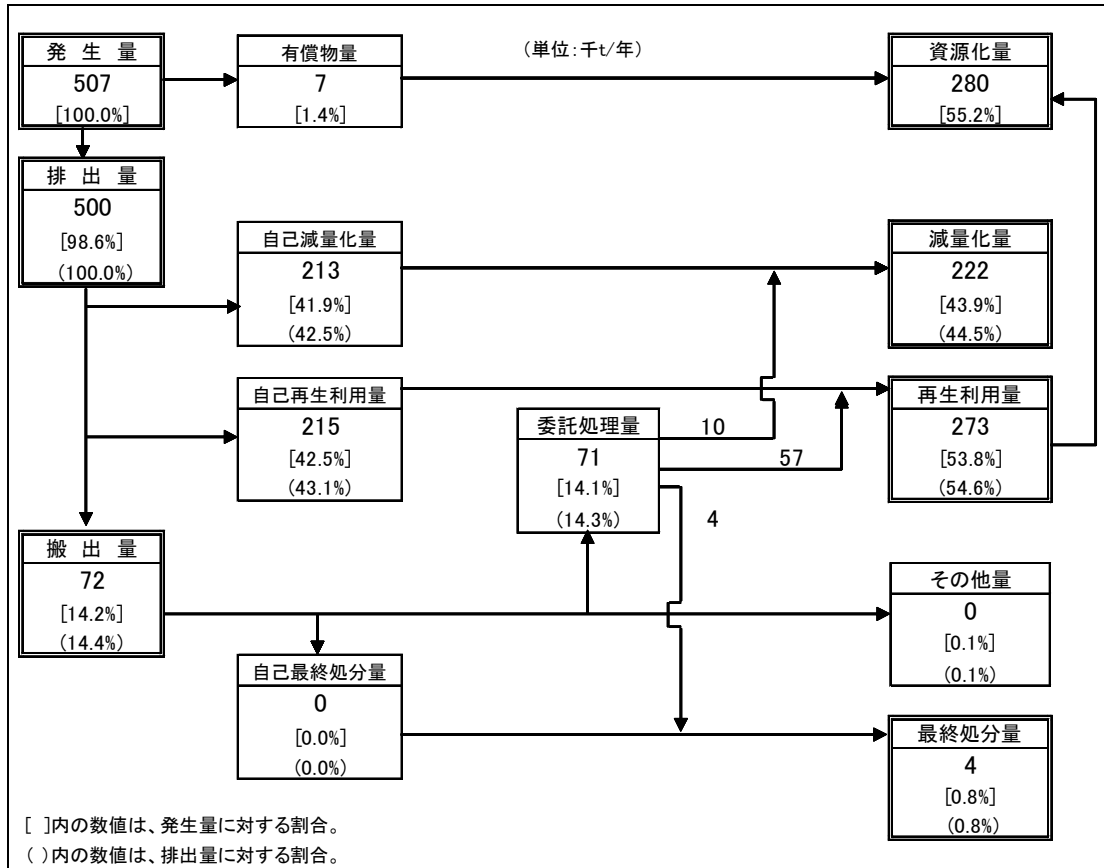 発 生 量
507
[100.0%]
有償物量
7
[1.4%]
(単位:千t/年)
資源化量
280
[55.2%]
排 出 量
500
[98.6%]
(100.0%)
自己減量化量
213
[41.9%]
(42.5%)
減量化量
222
[43.9%]
(44.5%)
自己再生利用量
215
[42.5%]
(43.1%)
委託処理量
71
[14.1%]
(14.3%)
10
57
4
再生利用量
273
[53.8%]
(54.6%)
搬 出 量
72
[14.2%]
(14.4%)
その他量
0
[0.1%]
(0.1%)
自己最終処分量
0
[0.0%]
(0.0%)
最終処分量
4
[0.8%]
(0.8%)
[ ]内の数値は、発生量に対する割合。
( )内の数値は、排出量に対する割合。